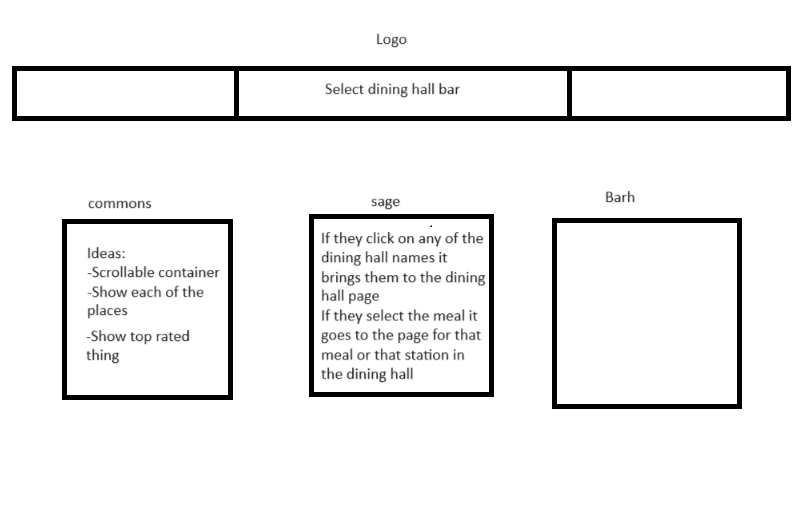 Logo
Select dining hall bar
commons
sage
Barh
Ideas:
-Scrollable container
-Show each of the
places
-Show top rated
thing
If they click on any of the
dining hall names it
brings them to the dining
hall page
If they select the meal it
goes to the page for that
meal or that station in
the dining hall